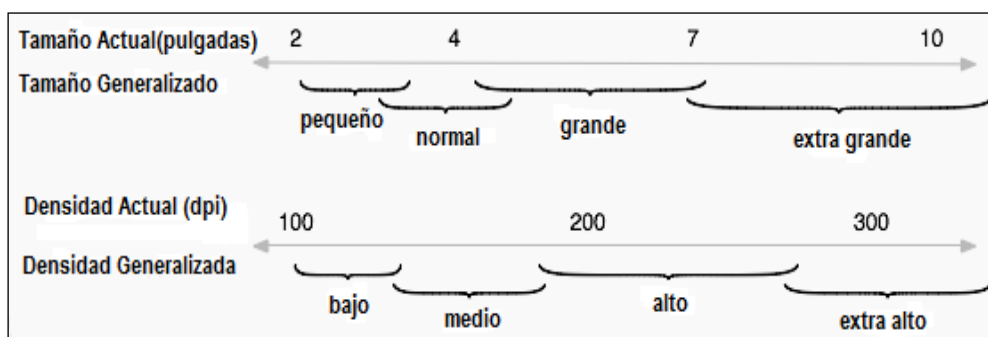 Tamaño Actual(pulgadas) 2 4 7 10
Tamaño Generalizado
pequeño normal grande extra grande
Densidad Actual (dpi) 100 200 300
Densidad Generalizada
bajo medio alto extra alto